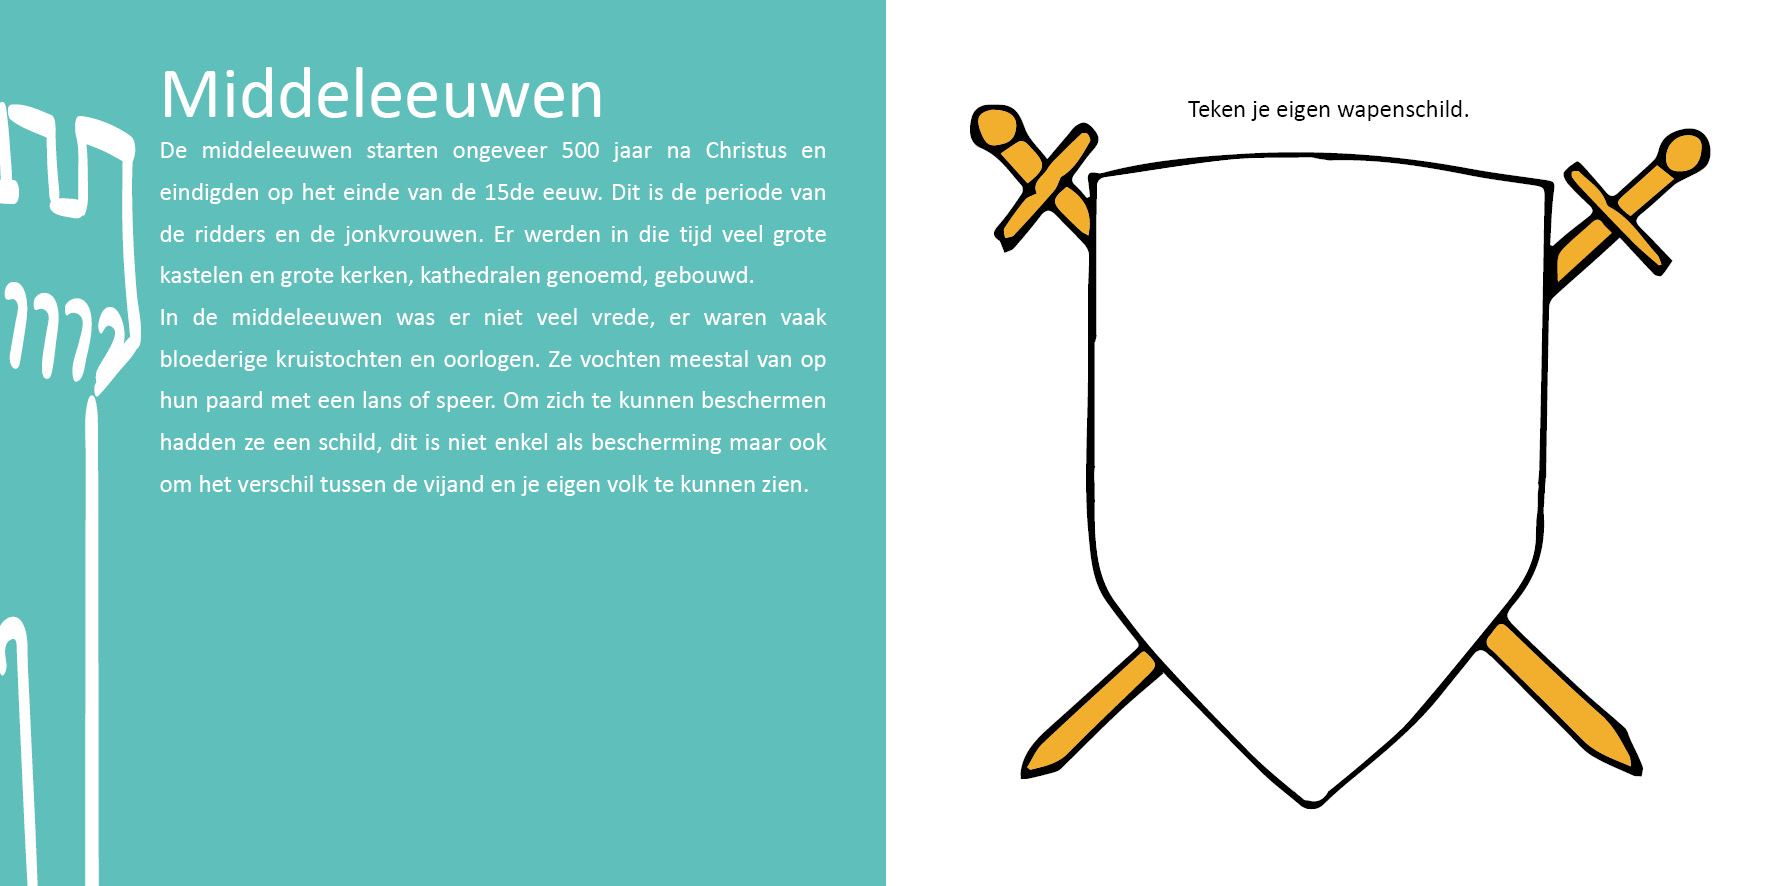 Middeleeuwen
De middeleeuwen starten ongeveer 500 jaar na Christus en
eindigden op het einde van de 15de eeuw. Dit is de periode van
de ridders en de jonkvrouwen. Er werden in die tijd veel grote
kastelen en grote kerken, kathedralen genoemd, gebouwd.
In de middeleeuwen was er niet veel vrede, er waren vaak
bloederige kruistochten en oorlogen. Ze vochten meestal van op
hun paard met een lans of speer. Om zich te kunnen beschermen
hadden ze een schild, dit is niet enkel als bescherming maar ook
om het verschil tussen de vijand en je eigen volk te kunnen zien.
Teken je eigen wapenschild.